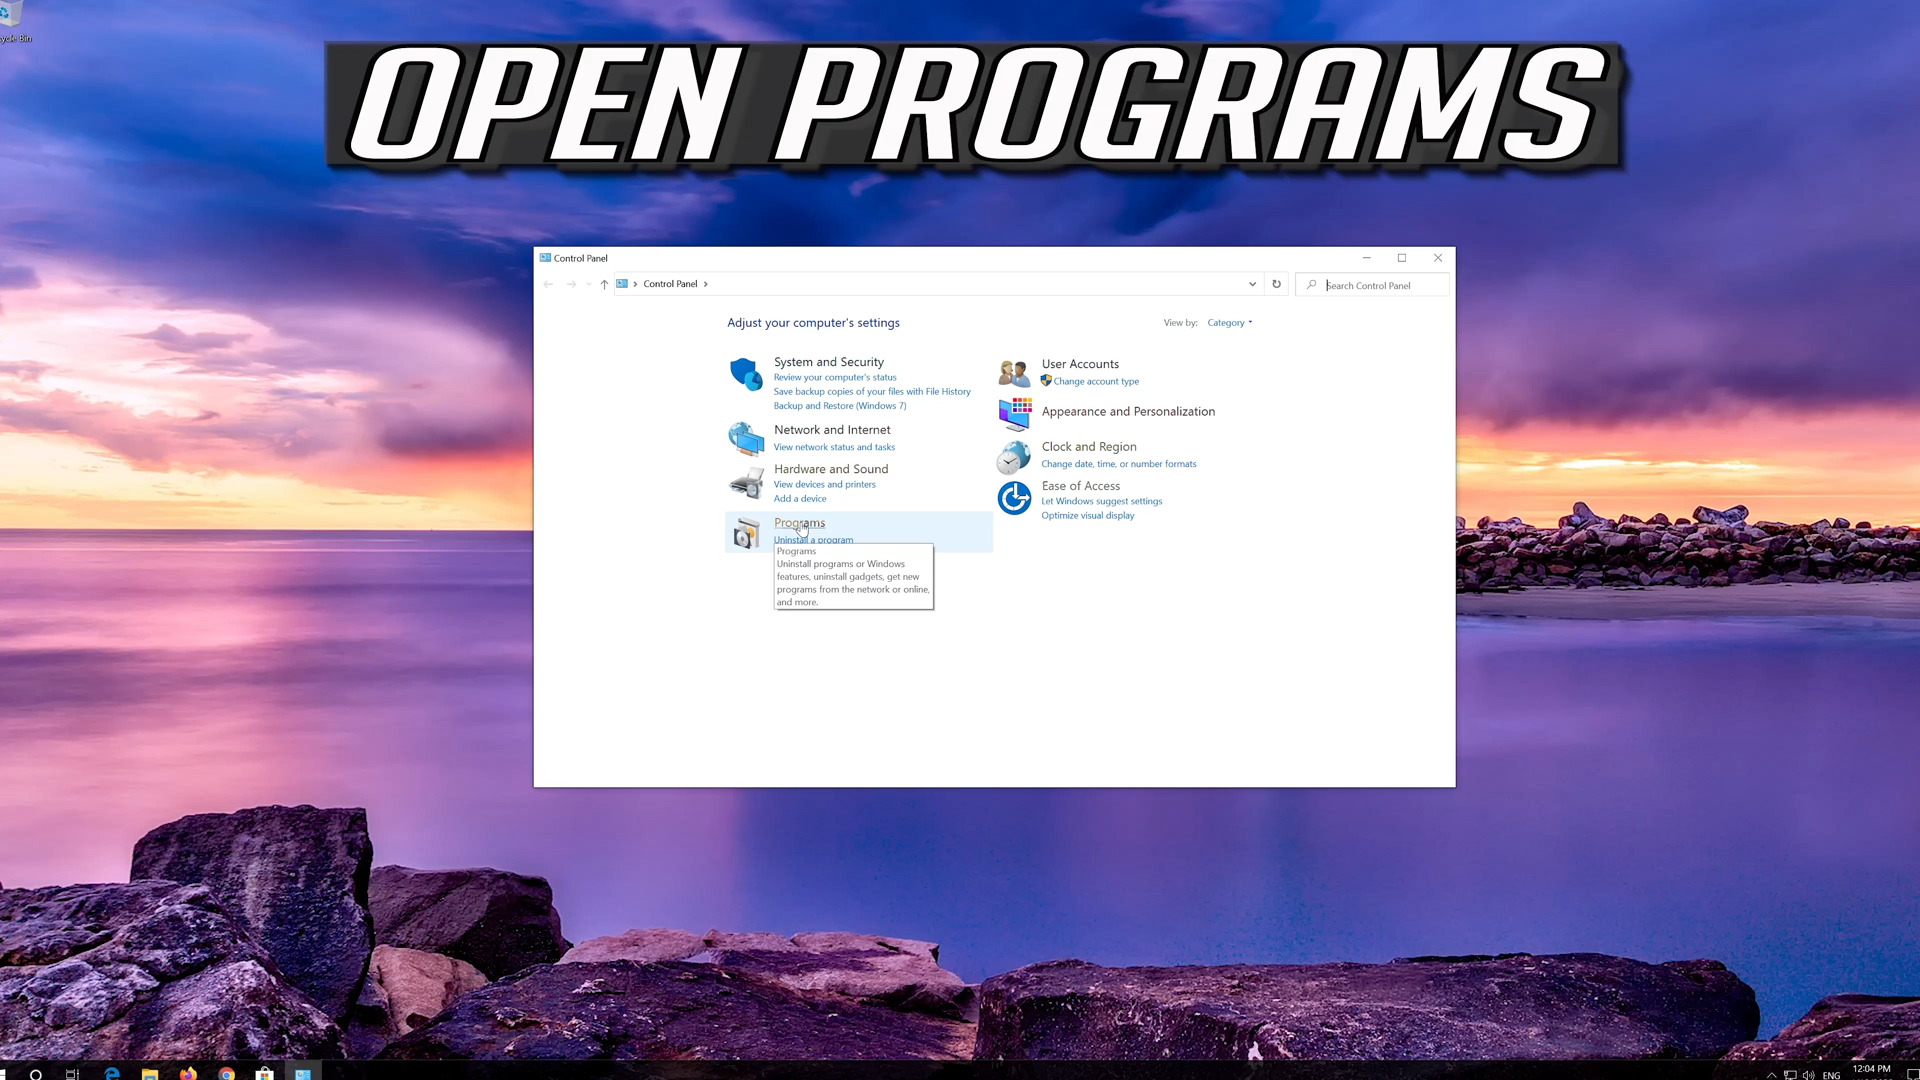 OPEN PROGRAMS
Control Panel
Control Panel
Search Control Panel
Adjust your computer's settings
View by: Category
System and Security
Review your computer's status
Save backup copies of your files with File History
Backup and Restore (Windows 7)
Network and Internet
View network status and tasks
Hardware and Sound
View devices and printers
Add a device
Programs
Uninstall a program
Programs
Uninstall programs or Windows
features, uninstall gadgets, get new
programs from the network or online,
and more.
User Accounts
Change account type
Appearance and Personalization
Clock and Region
Change date, time, or number formats
Ease of Access
Let Windows suggest settings
Optimize visual display
ENG
12:04 PM